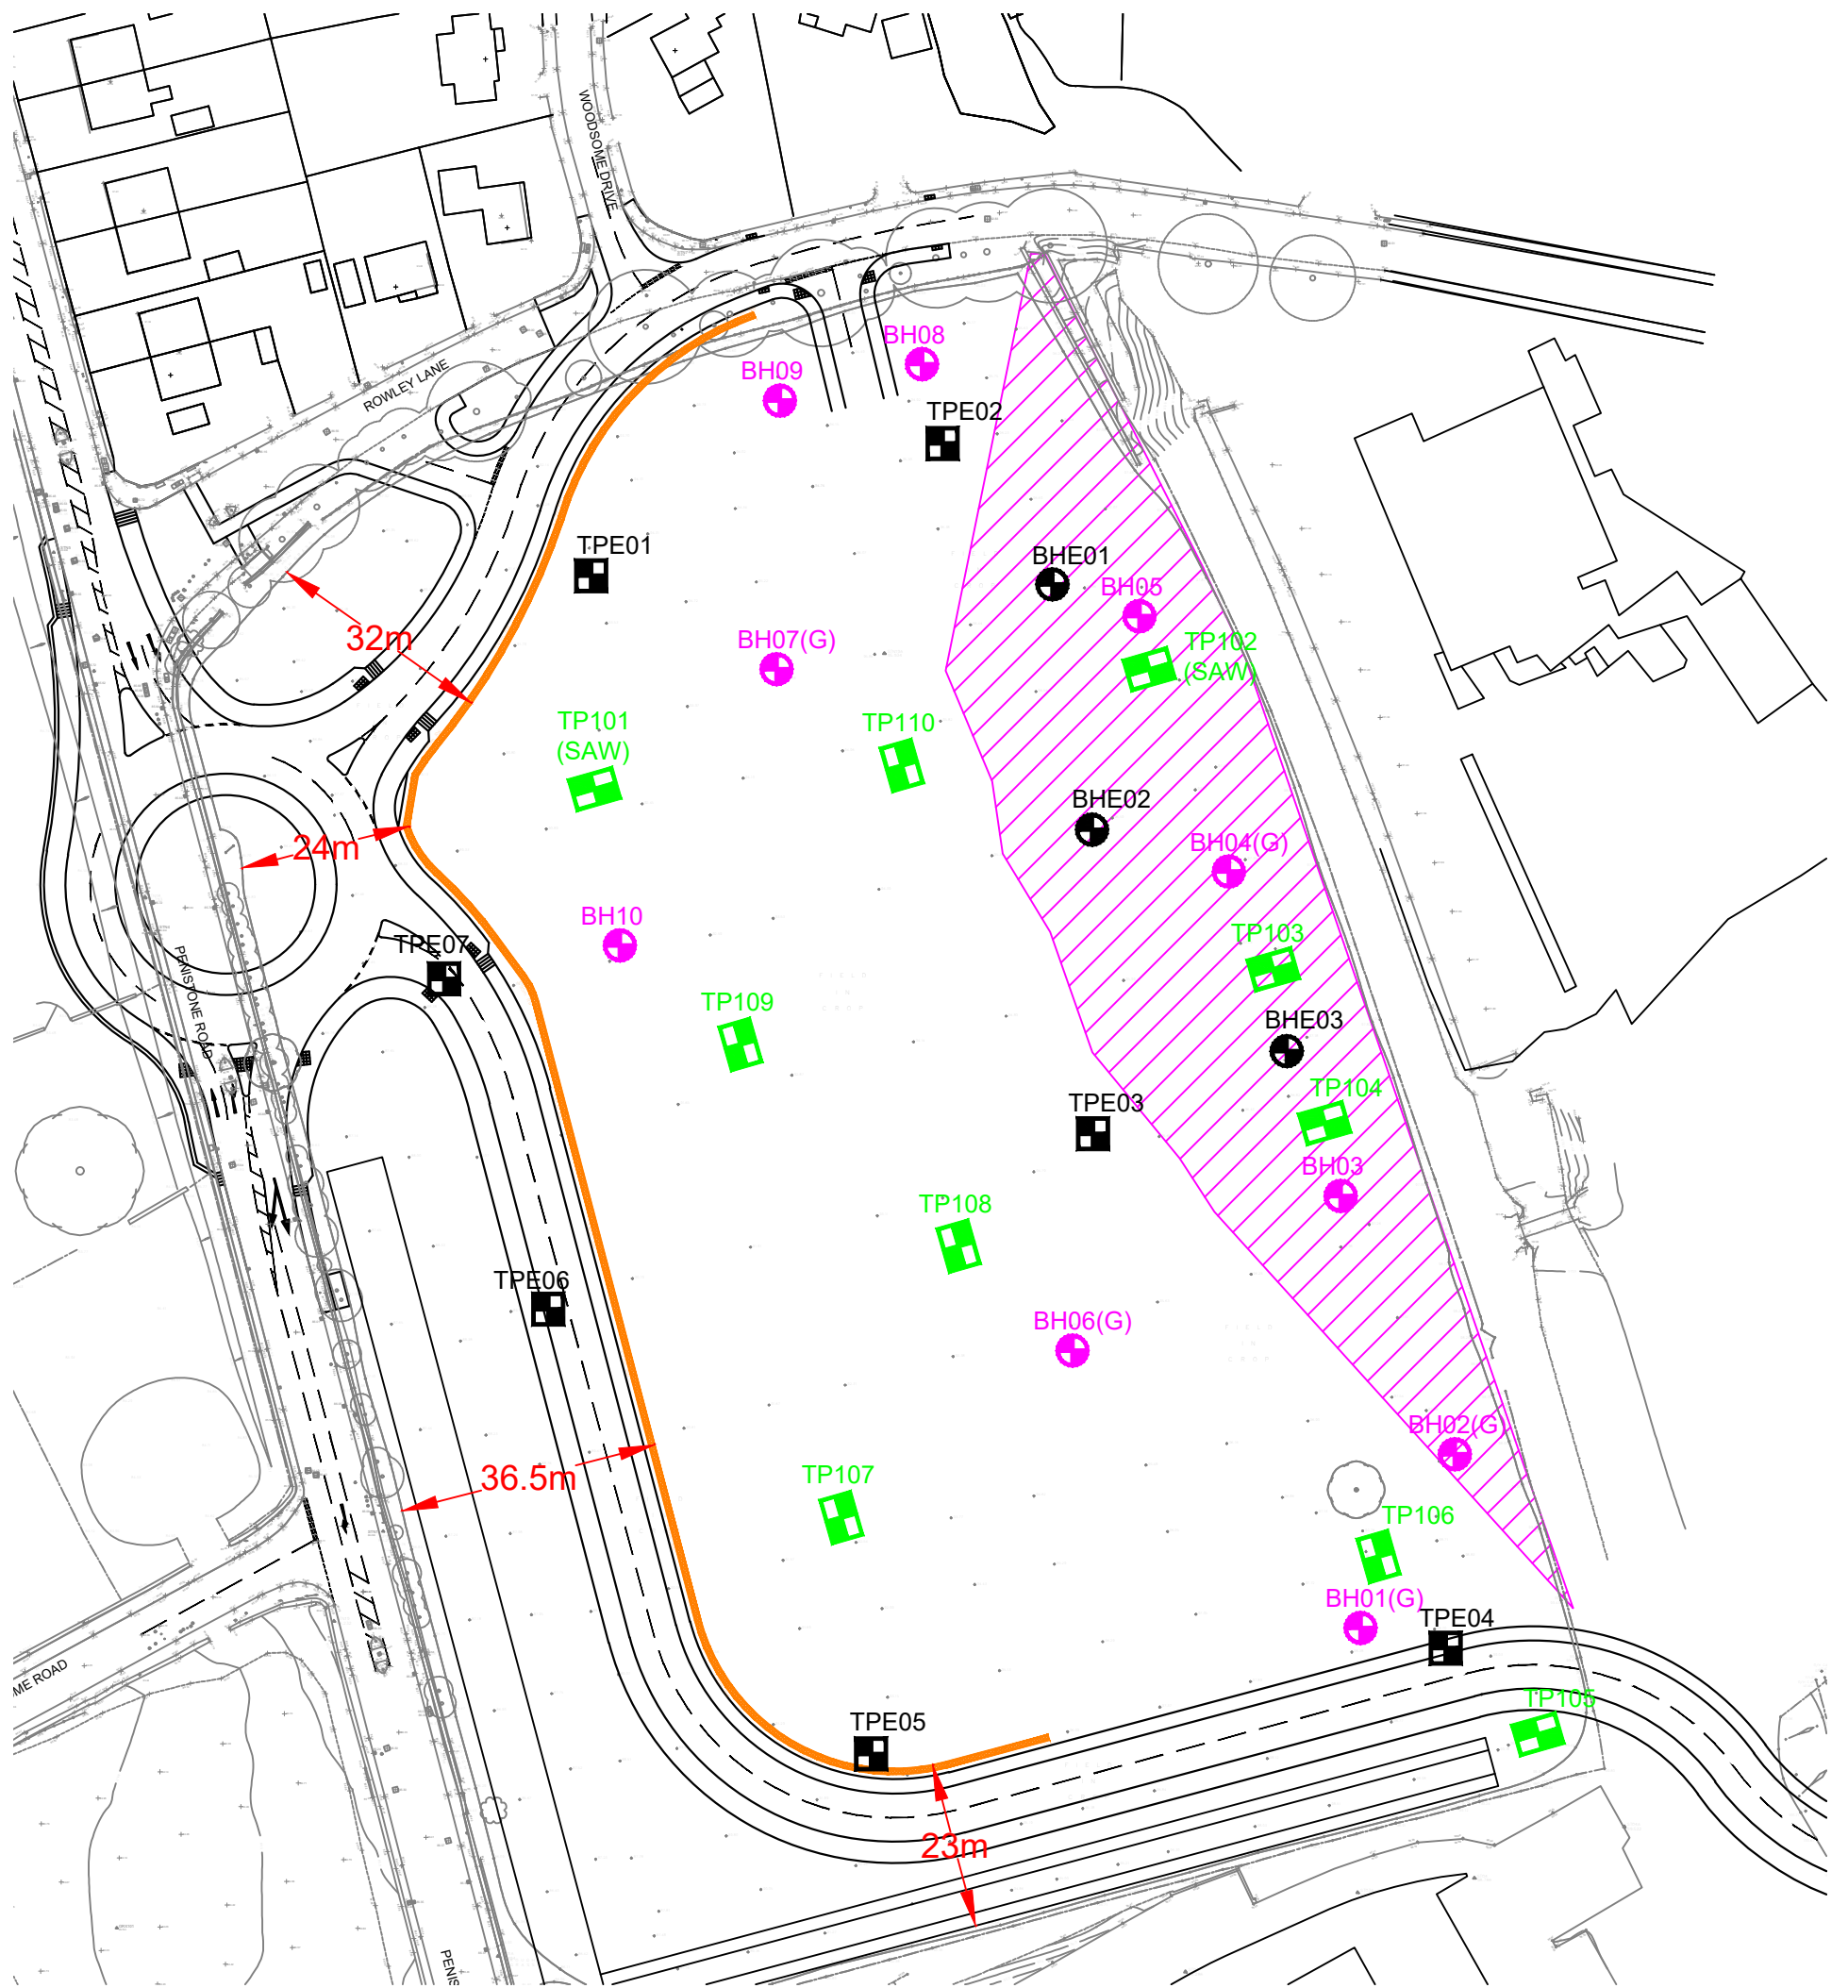 WOODSOME DRIVE
ROWLEY LANE
BH08
BH09
TPE02
TPE01
BHE01
BH05
32m
BH07(G)
TP102
(SAW)
TP101
(SAW)
TP110
BHE02
24m
BH04(G)
BH10
TP103
TPE07
PENISTONE ROAD
TP109
BHE03
TPE03
TP104
BH03
TP108
TPE06
BH06(G)
BH02(G)
36.5m
TP107
TP106
BH01(G)
TPE04
ME ROAD
TP105
TPE05
23m
PENIS